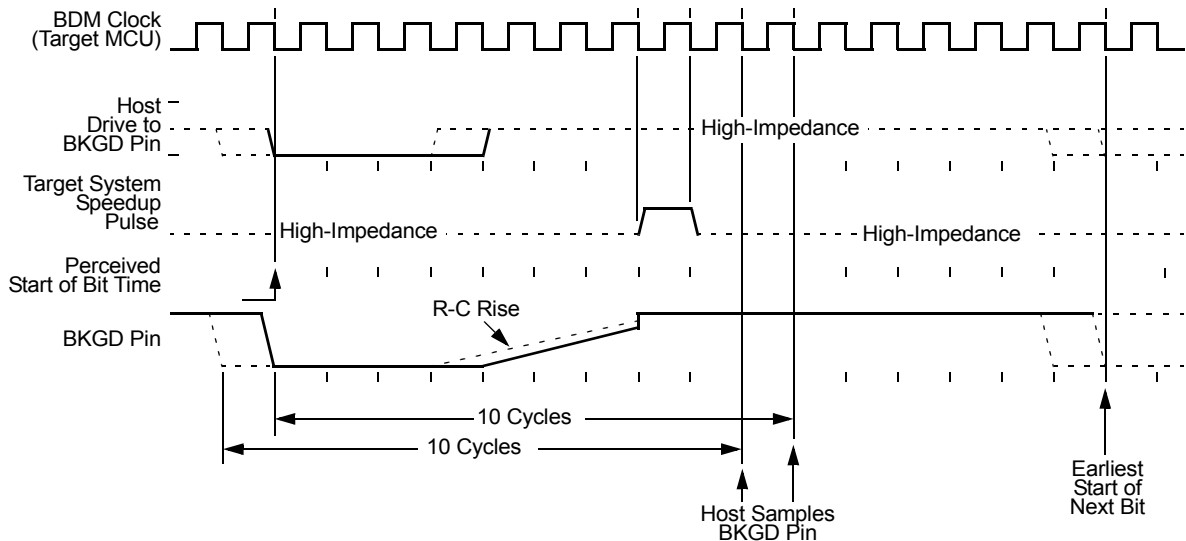 BDM Clock
(Target MCU)
Host
Drive to
BKGD Pin
High-Impedance
Target System
Speedup
Pulse
High-Impedance
High-Impedance
Perceived
Start of Bit Time
R-C Rise
BKGD Pin
10 Cycles
10 Cycles
Host Samples
BKGD Pin
Earliest
Start of
Next Bit